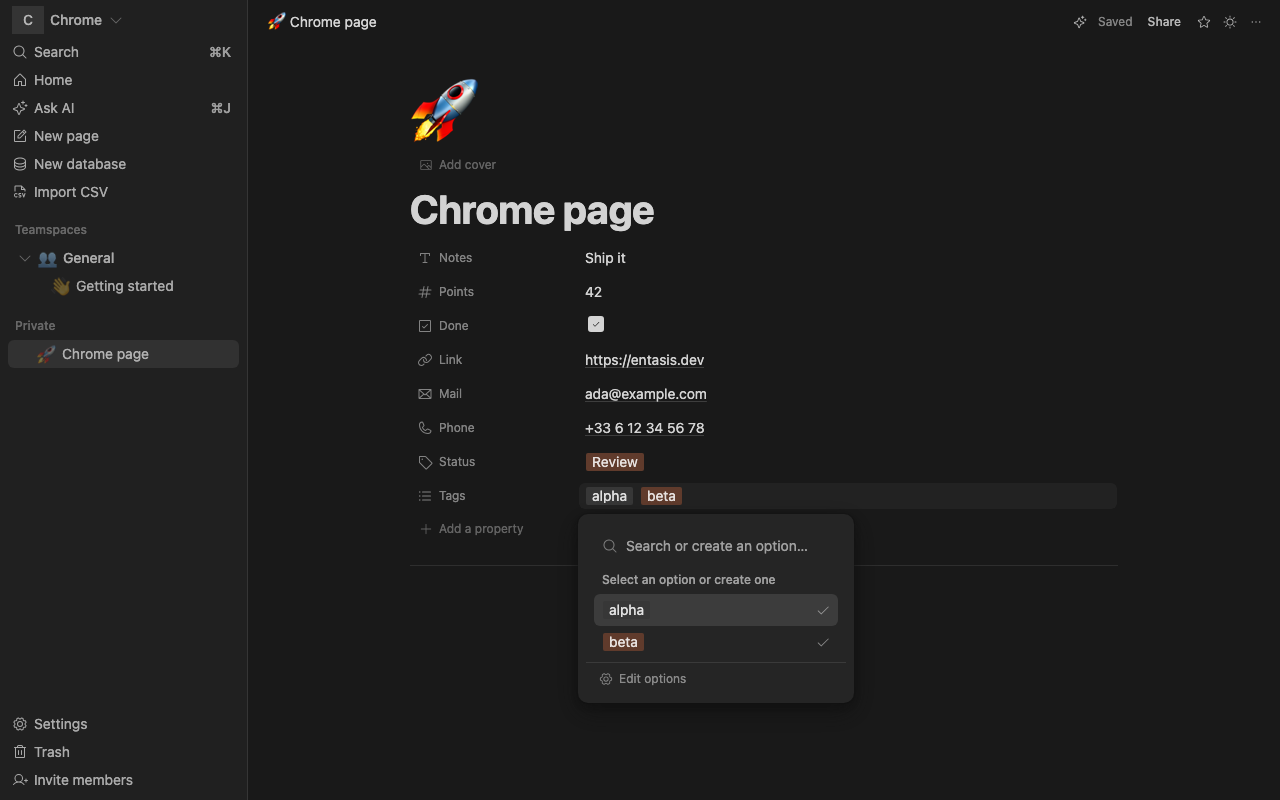 C Chrome
Search ⌘K
Home
Ask AI ⌘J
New page
New database
Import CSV
Teamspaces
General
Getting started
Private
Chrome page
Settings
Trash
Invite members
Chrome page
Saved Share
Add cover
Chrome page
Notes Ship it
Points 42
Done
Link https://entasis.dev
Mail ada@example.com
Phone +33 6 12 34 56 78
Status Review
Tags alpha beta
Add a property
Search or create an option...
Select an option or create one
alpha
beta
Edit options